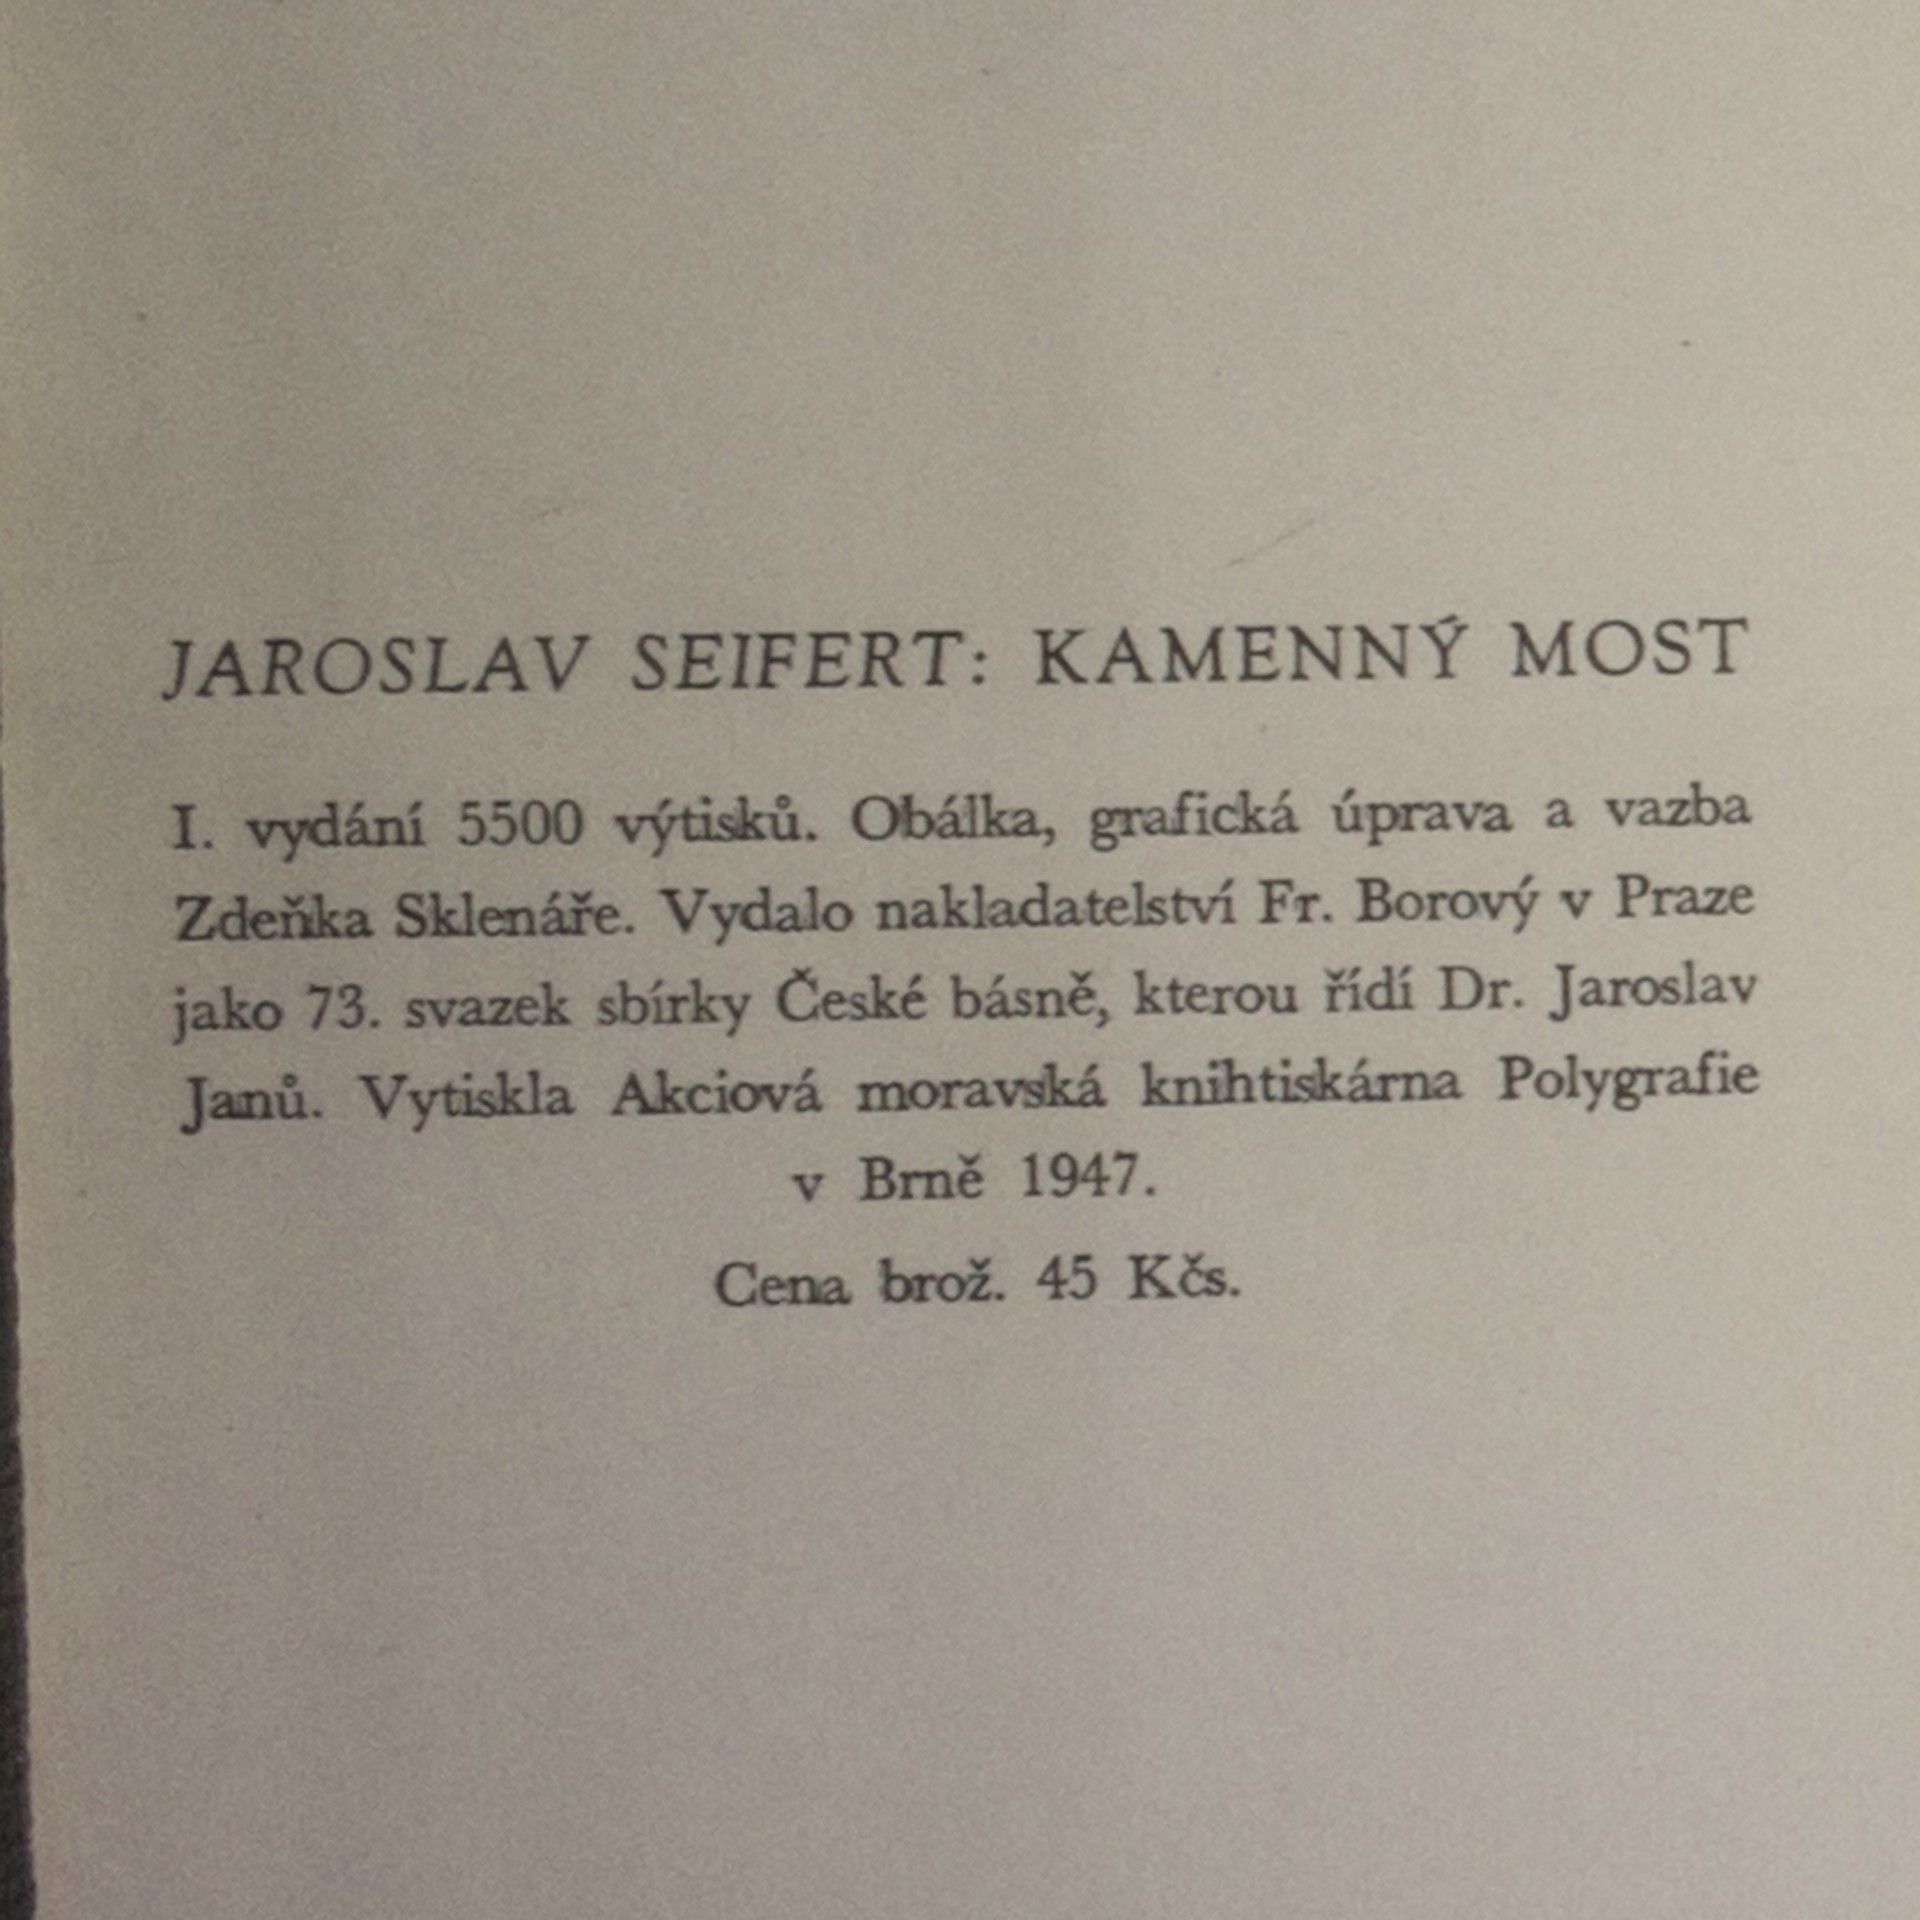 JAROSLAV SEIFERT: KAMENNÝ MOST
I. vydání 5500 výtisků. Obálka, grafická úprava a vazba
Zdeňka Sklenáře. Vydalo nakladatelství Fr. Borový v Praze
jako 73. svazek sbírky České básně, kterou řídí Dr. Jaroslav
Janů. Vytiskla Akciová moravská knihtiskárna Polygrafie
v Brně 1947.
Cena brož. 45 Kčs.